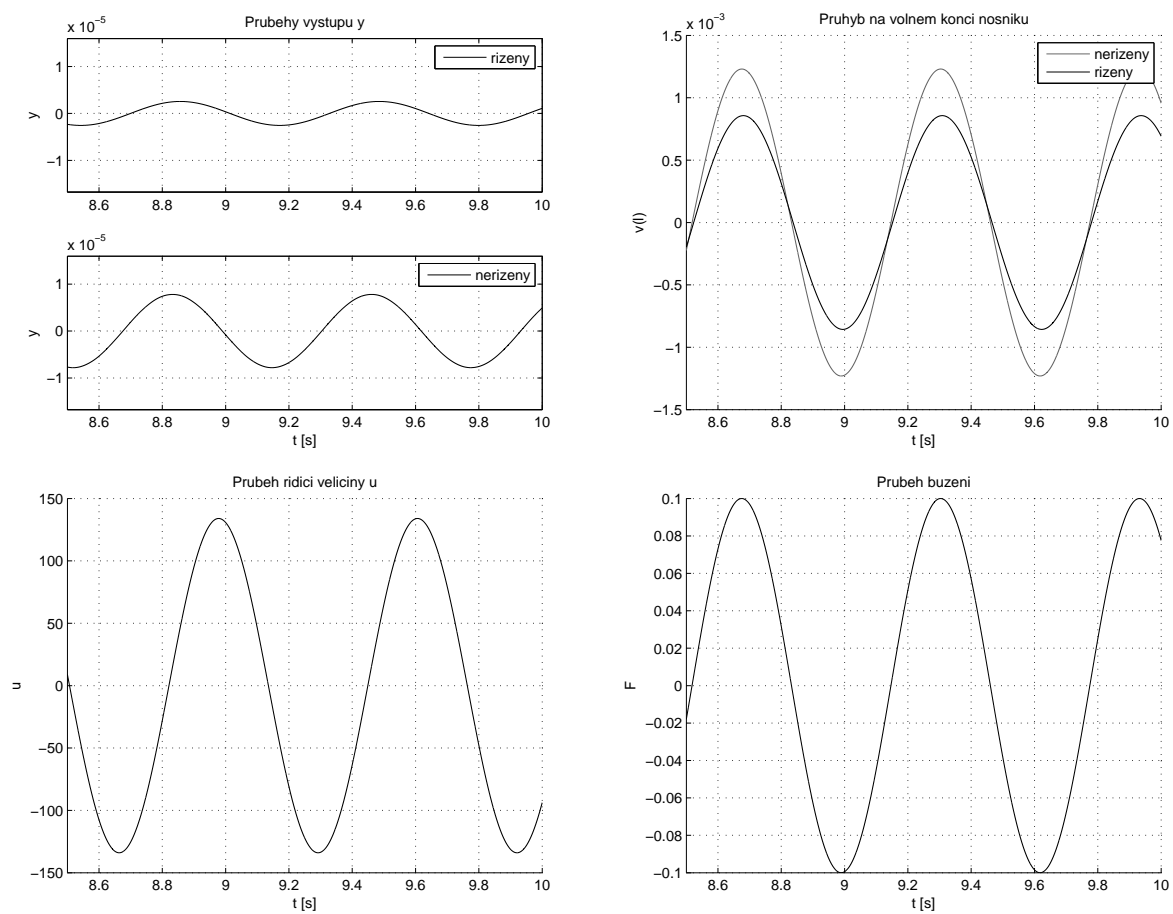 Prubehy vystupu y
x 10⁻⁵
rizeny
1
0
−1
y
8.6 8.8 9 9.2 9.4 9.6 9.8 10
x 10⁻⁵
nerizeny
1
0
−1
y
8.6 8.8 9 9.2 9.4 9.6 9.8 10
t [s]
Pruhyb na volnem konci nosniku
x 10⁻³
nerizeny
rizeny
1.5
1
0.5
0
−0.5
−1
−1.5
v(l)
8.6 8.8 9 9.2 9.4 9.6 9.8 10
t [s]
Prubeh ridici veliciny u
150
100
50
0
−50
−100
−150
u
8.6 8.8 9 9.2 9.4 9.6 9.8 10
t [s]
Prubeh buzeni
0.1
0.08
0.06
0.04
0.02
0
−0.02
−0.04
−0.06
−0.08
−0.1
F
8.6 8.8 9 9.2 9.4 9.6 9.8 10
t [s]